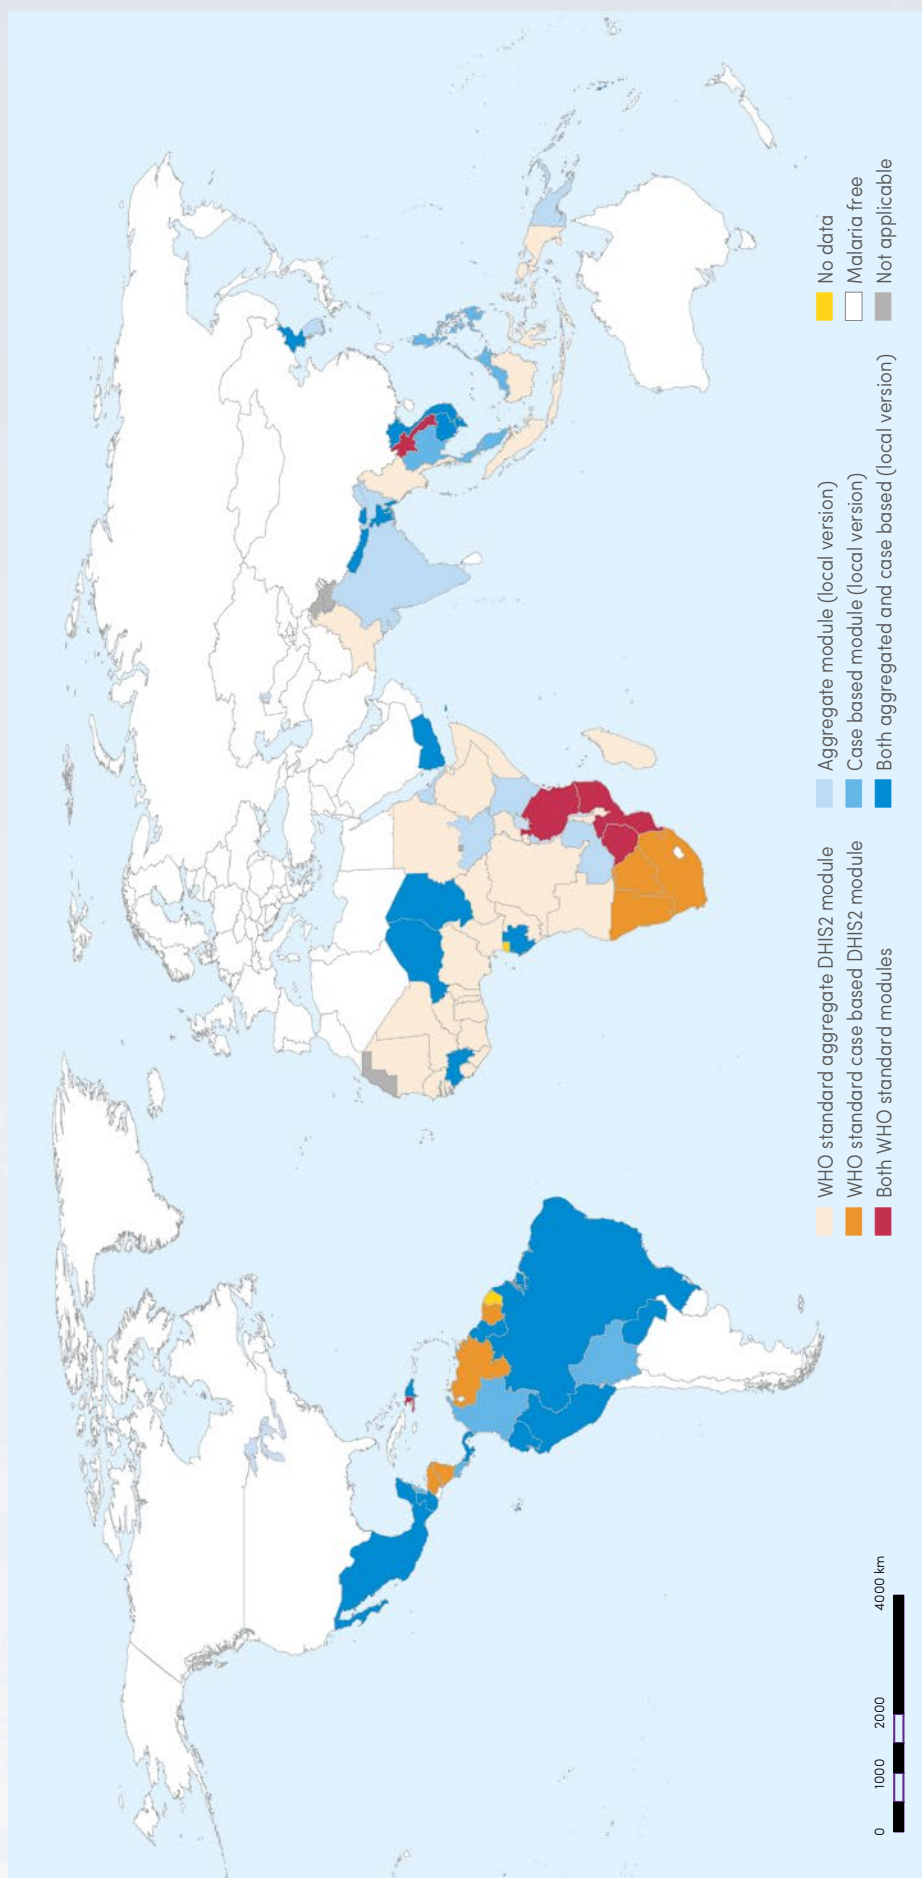 WHO standard aggregate DHIS2 module
WHO standard case based DHIS2 module
Both WHO standard modules
Aggregate module (local version)
Case based module (local version)
Both aggregated and case based (local version)
No data
Malaria free
Not applicable
0 1000 2000 4000 km